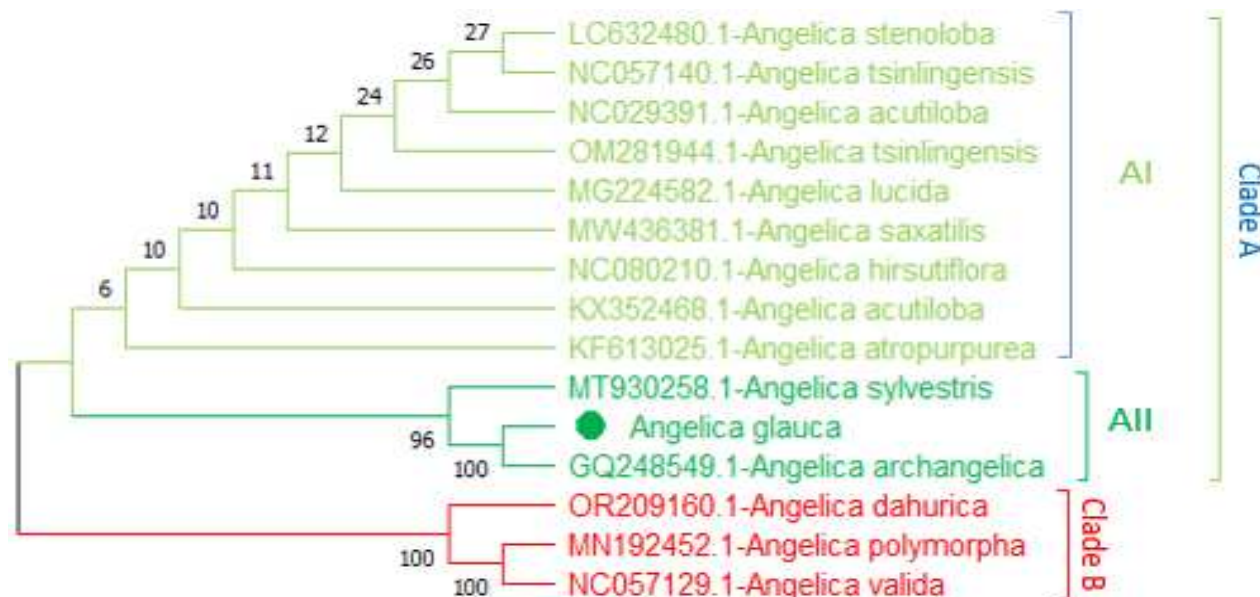 27
LC632480.1-Angelica stenoloba
26
NC057140.1-Angelica tsinlingensis
24
NC029391.1-Angelica acutiloba
12
OM281944.1-Angelica tsinlingensis
11
MG224582.1-Angelica lucida
10
MW436381.1-Angelica saxatilis
10
NC080210.1-Angelica hirsutiflora
6
KX352468.1-Angelica acutiloba
KF613025.1-Angelica atropurpurea
AI
MT930258.1-Angelica sylvestris
96
Angelica glauca
100
GQ248549.1-Angelica archangelica
AII
Clade A
OR209160.1-Angelica dahurica
100
MN192452.1-Angelica polymorpha
100
NC057129.1-Angelica valida
Clade B